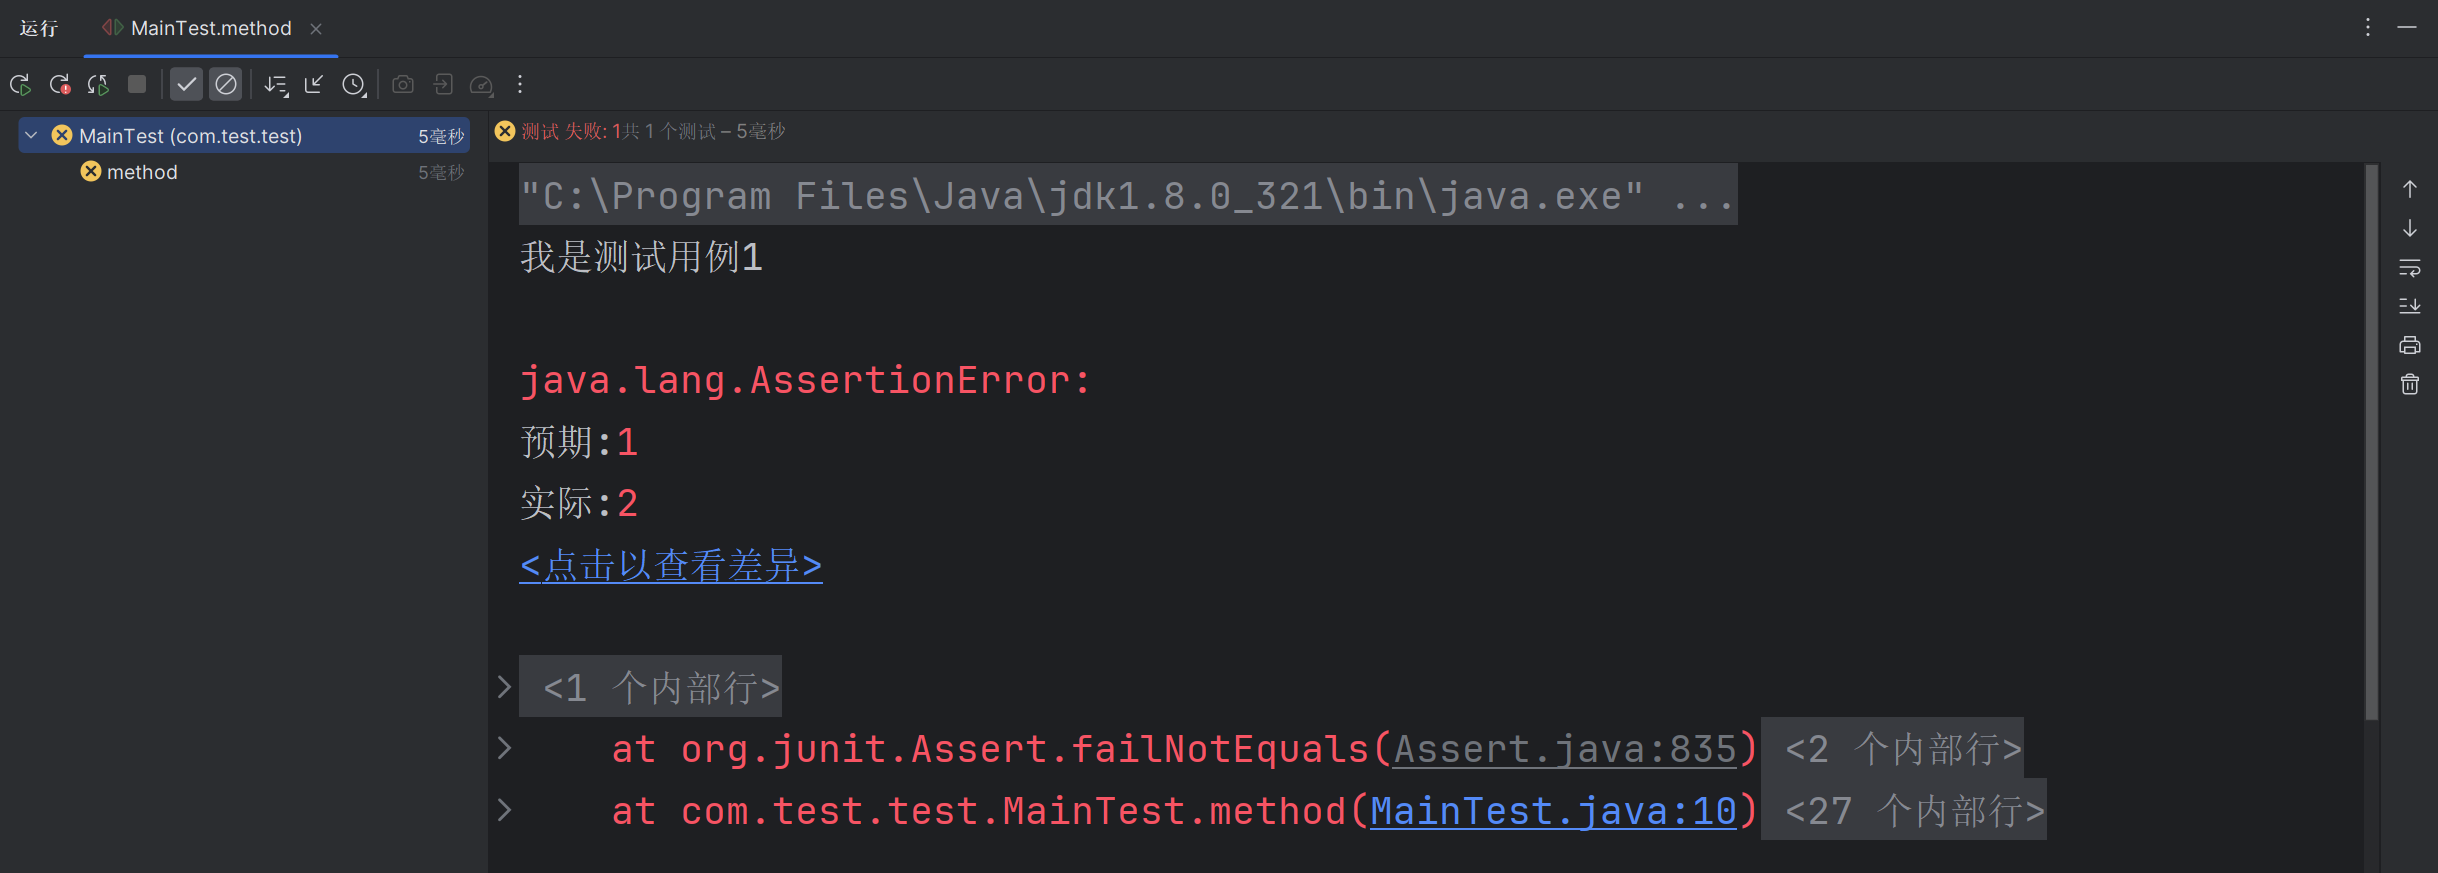 运行 MainTest.method
MainTest (com.test.test) 5毫秒
method 5毫秒
测试 失败: 1共 1 个测试 – 5毫秒
"C:\Program Files\Java\jdk1.8.0_321\bin\java.exe" ...
我是测试用例1
java.lang.AssertionError:
预期:1
实际:2
<点击以查看差异>
<1 个内部行>
at org.junit.Assert.failNotEquals(Assert.java:835) <2 个内部行>
at com.test.test.MainTest.method(MainTest.java:10) <27 个内部行>